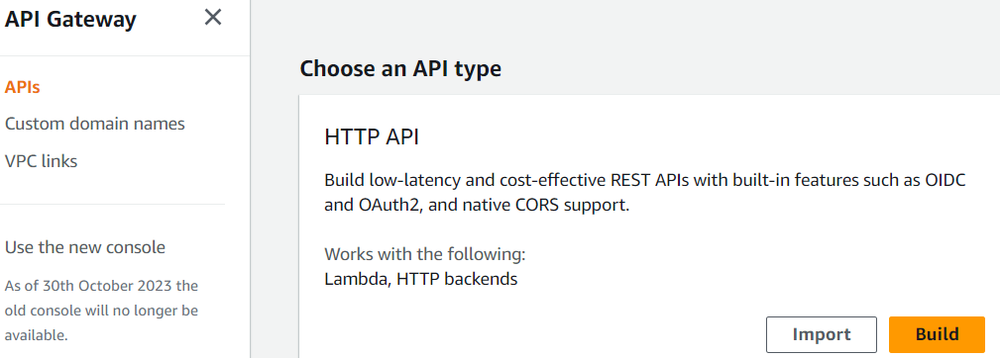 API Gateway
APIs
Custom domain names
VPC links
Use the new console
As of 30th October 2023 the
old console will no longer be
available.
Choose an API type
HTTP API
Build low-latency and cost-effective REST APIs with built-in features such as OIDC
and OAuth2, and native CORS support.
Works with the following:
Lambda, HTTP backends
Import
Build